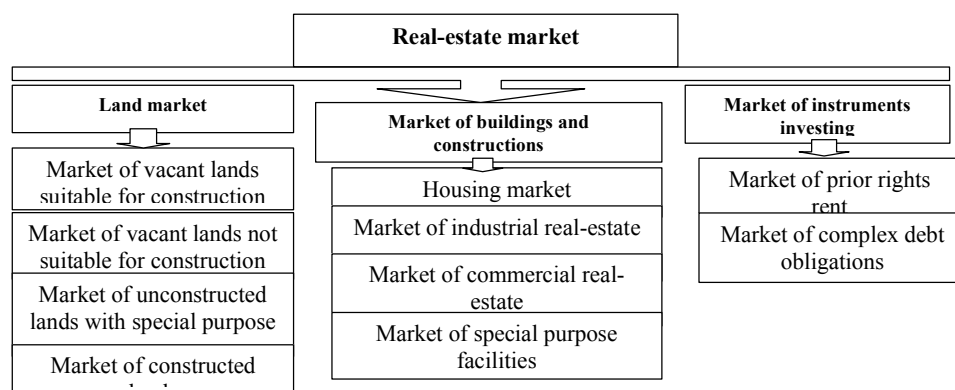 Real-estate market
Land market
Market of vacant lands
suitable for construction
Market of vacant lands not
suitable for construction
Market of unconstructed
lands with special purpose
Market of constructed
Market of buildings and
constructions
Housing market
Market of industrial real-estate
Market of commercial real-
estate
Market of special purpose
facilities
Market of instruments
investing
Market of prior rights
rent
Market of complex debt
obligations